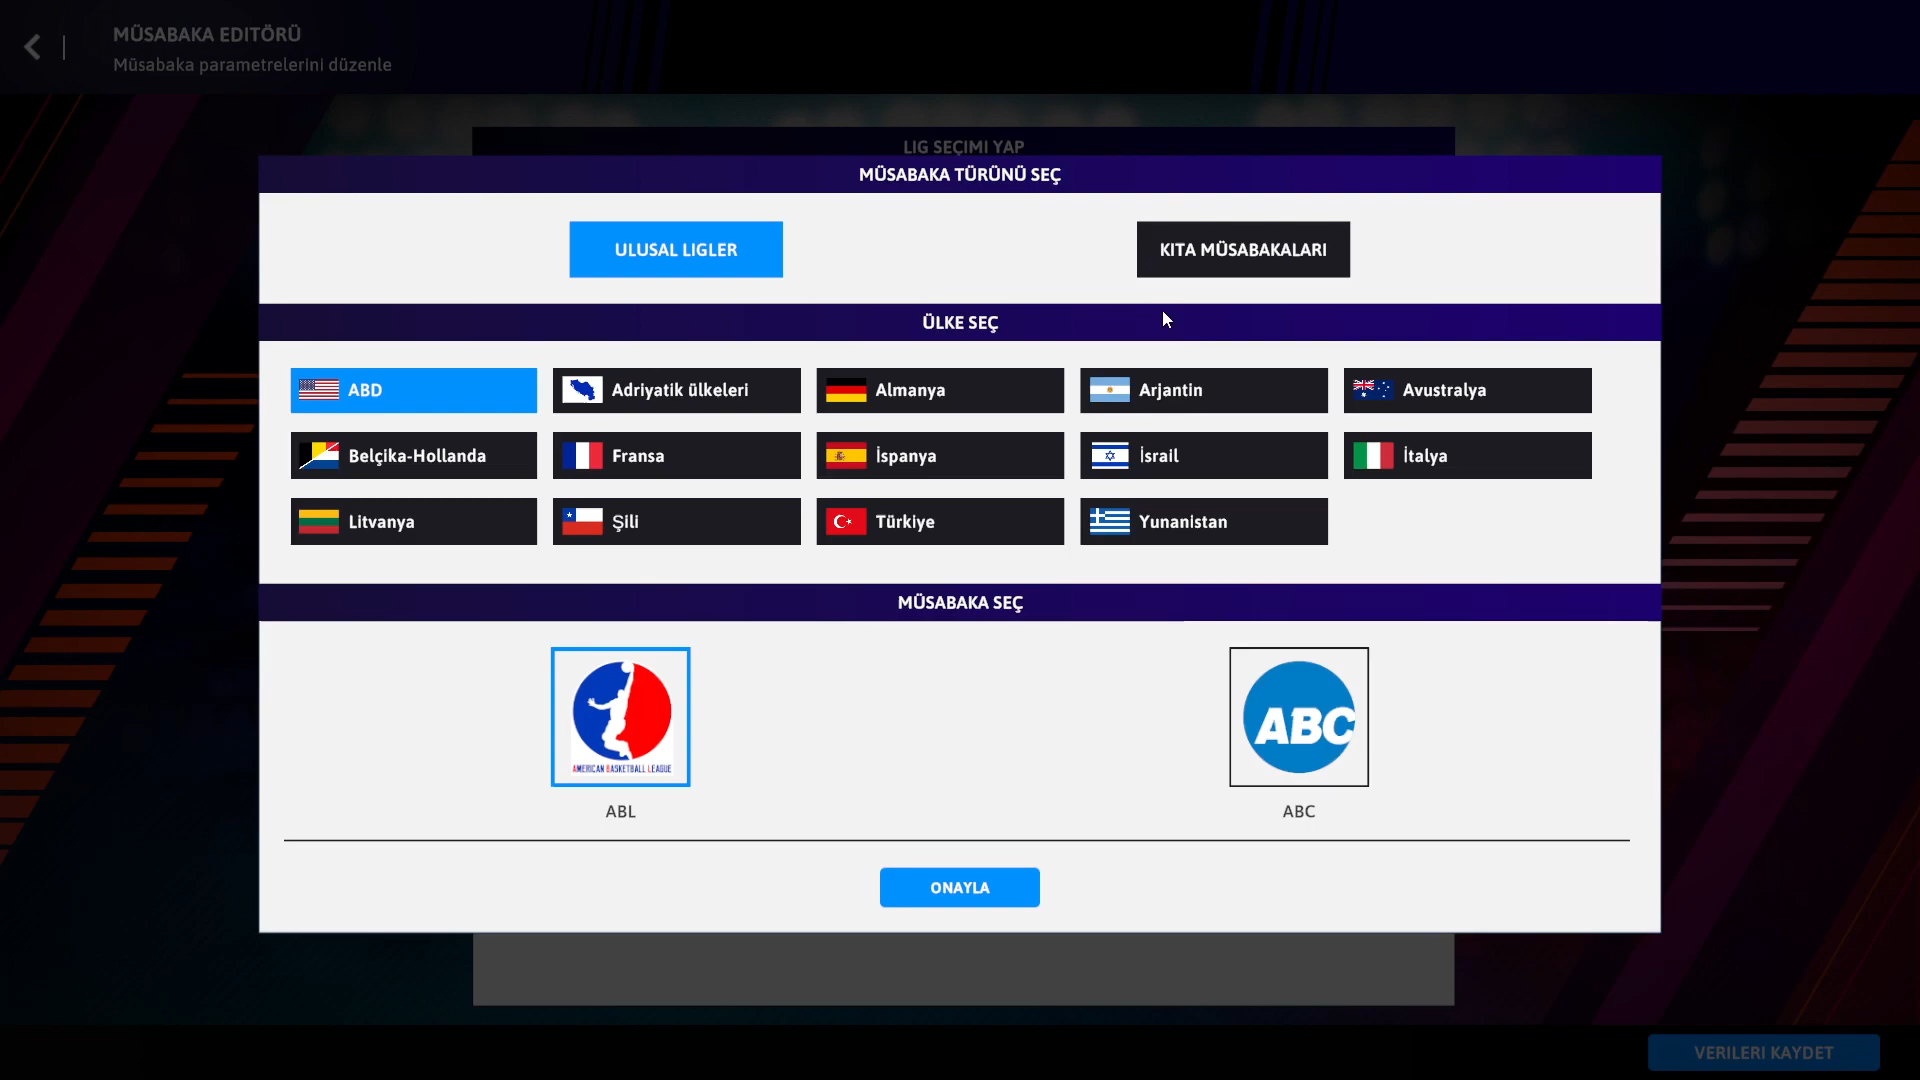 MÜSABAKA EDITÖRÜ
Müsabaka parametrelerini düzenle
LIG SEÇIMI YAP
MÜSABAKA TÜRÜNÜ SEÇ
ULUSAL LIGLER
KITA MÜSABAKALARI
ÜLKE SEÇ
ABD
Adriyatik ülkeleri
Almanya
Arjantin
Avustralya
Belçika-Hollanda
Fransa
İspanya
İsrail
İtalya
Litvanya
Şili
Türkiye
Yunanistan
MÜSABAKA SEÇ
AMERICAN BASKETBALL LEAGUE
ABC
ABL
ABC
ONAYLA
VERILERI KAYDET